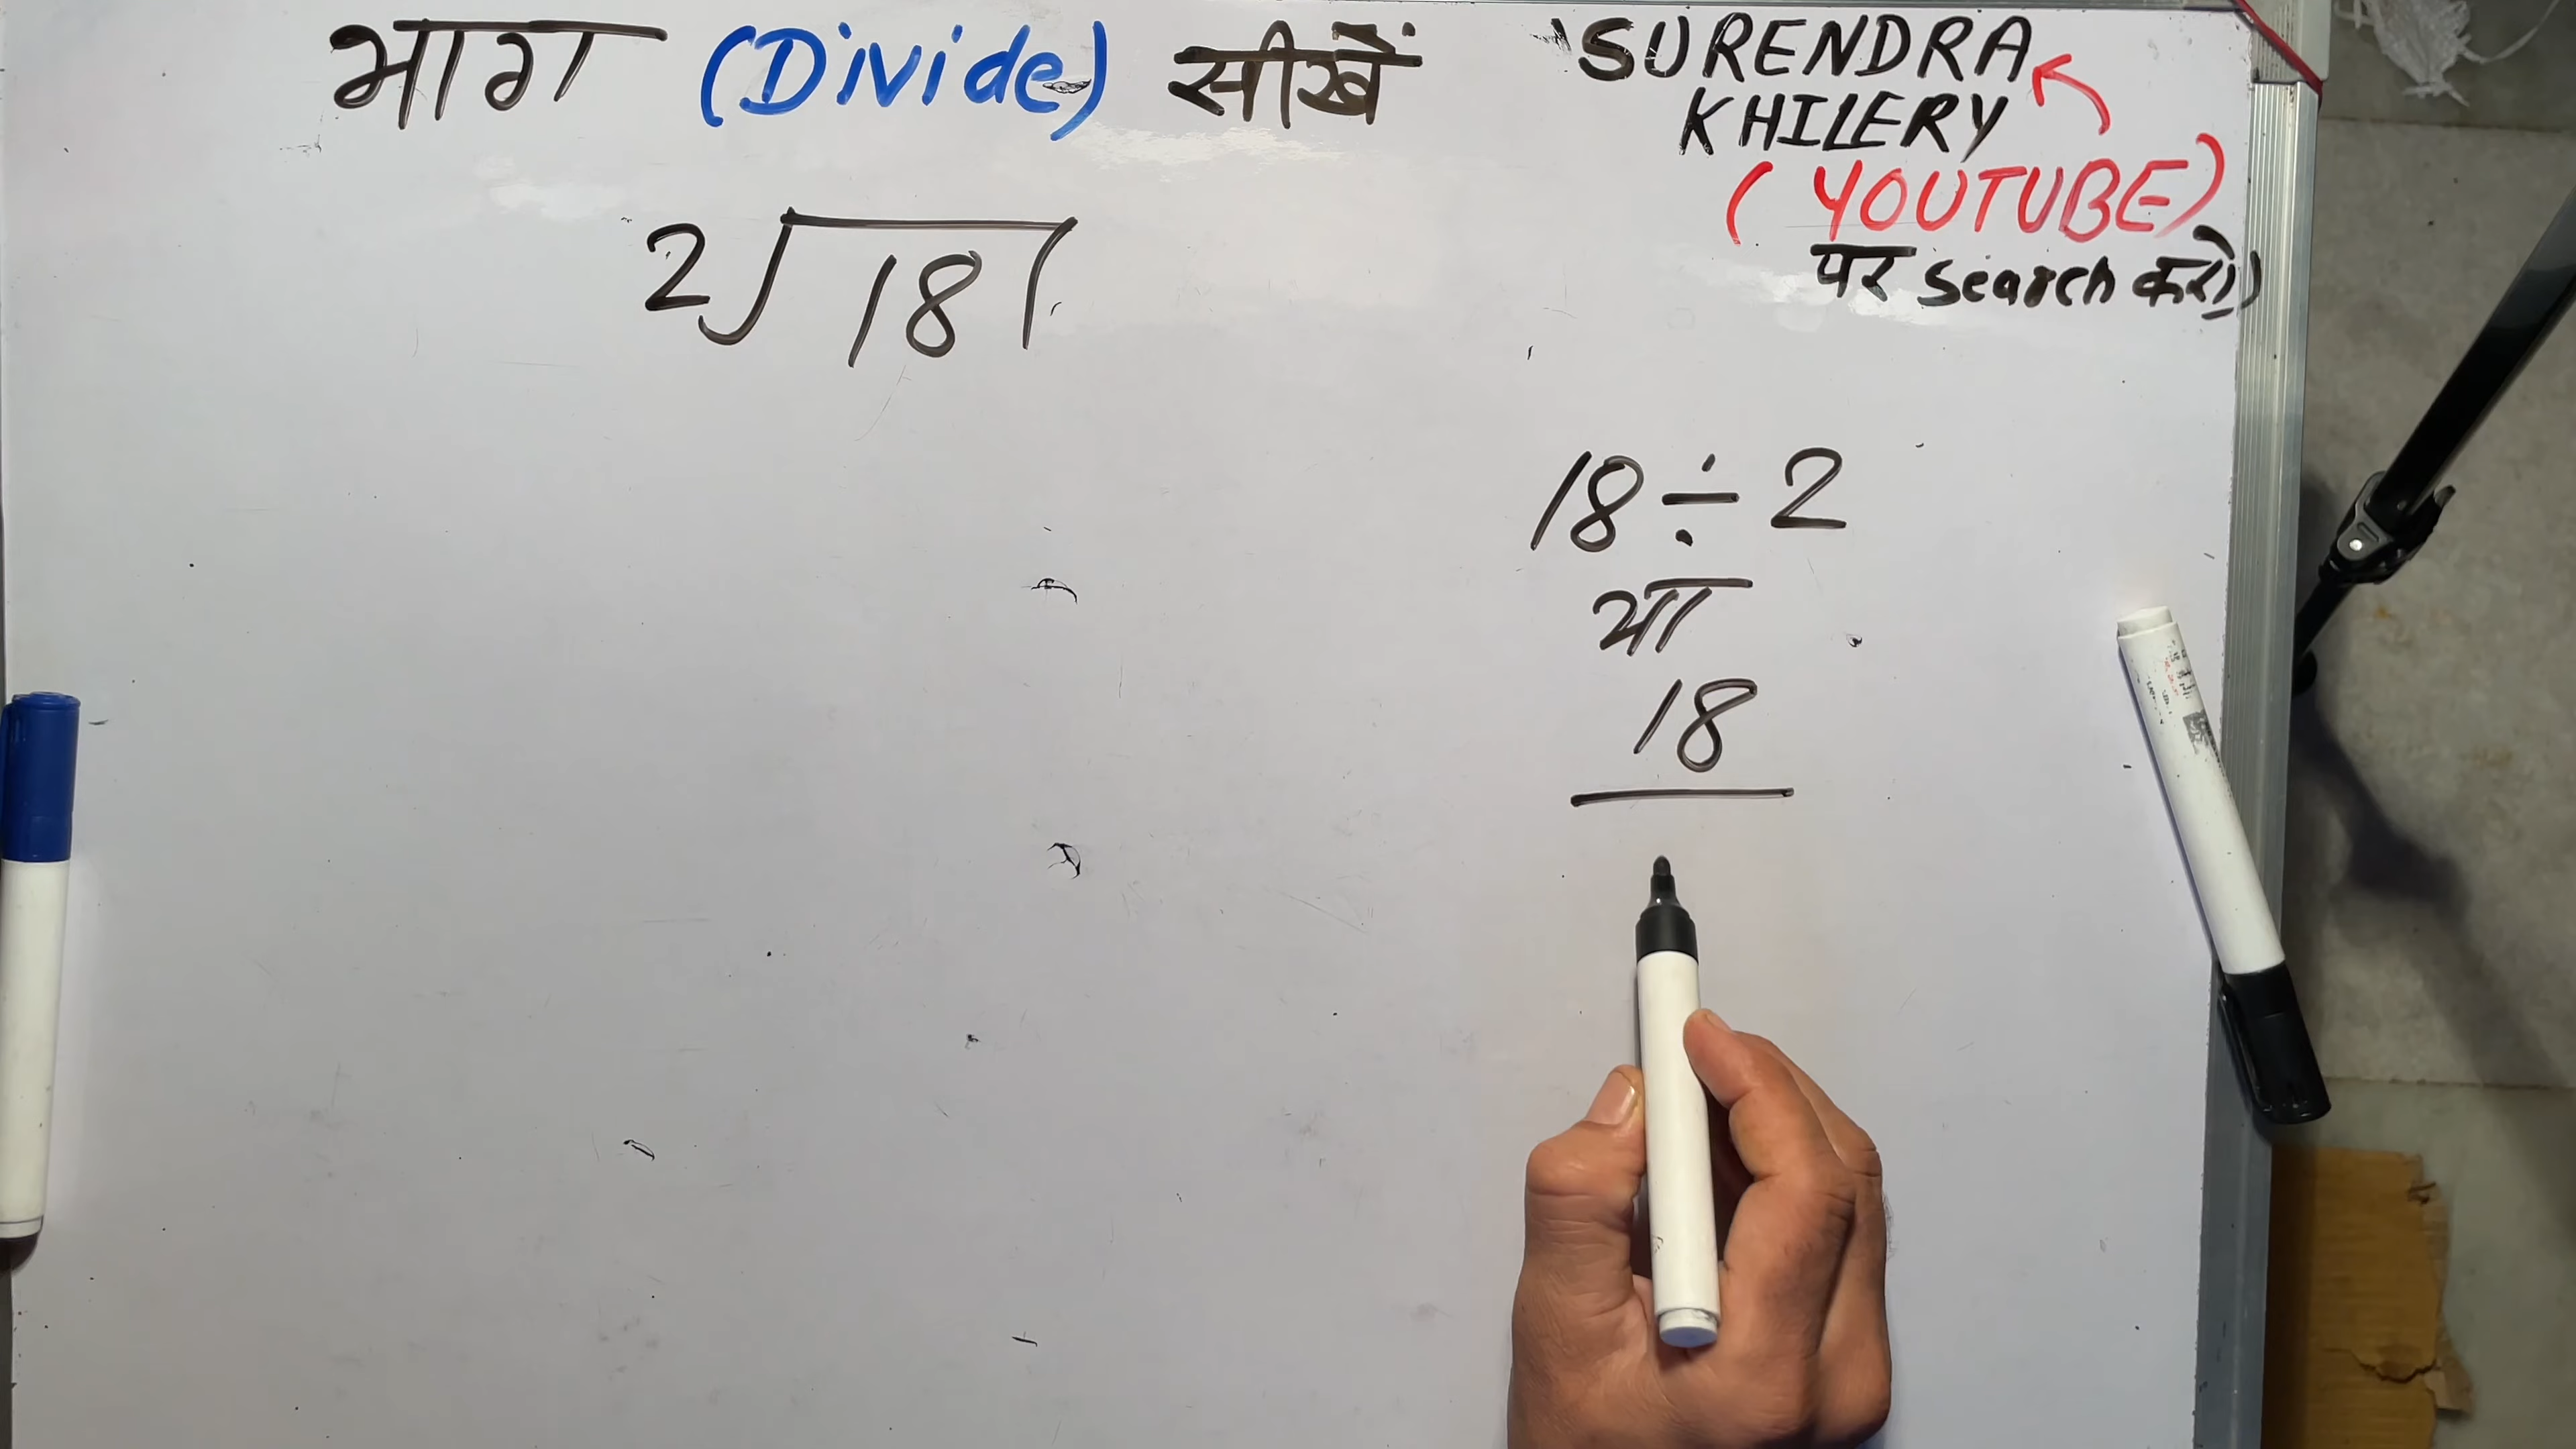 भाग (Divide) सीखें
SURENDRA
KHILERY
(YOUTUBE)
पर search करो)
2 18
18 ÷ 2
या
18